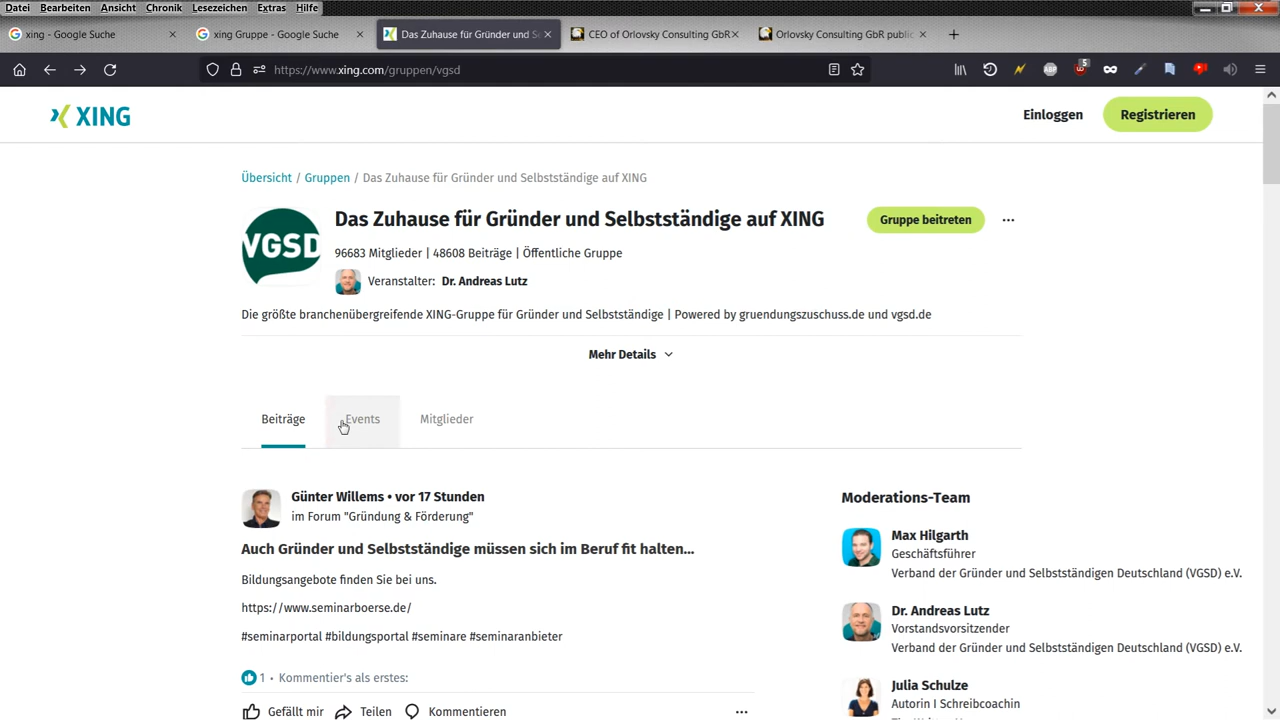 Datei Bearbeiten Ansicht Chronik Lesezeichen Extras Hilfe
xing - Google Suche
xing Gruppe - Google Suche
Das Zuhause für Gründer und S
CEO of Orlovsky Consulting GbR
Orlovsky Consulting GbR public
https://www.xing.com/gruppen/vgsd
ABP
5
XING
Einloggen
Registrieren
Übersicht / Gruppen / Das Zuhause für Gründer und Selbstständige auf XING
VGSD
Das Zuhause für Gründer und Selbstständige auf XING
Gruppe beitreten
96683 Mitglieder | 48608 Beiträge | Öffentliche Gruppe
Veranstalter: Dr. Andreas Lutz
Die größte branchenübergreifende XING-Gruppe für Gründer und Selbstständige | Powered by gruendungszuschuss.de und vgsd.de
Mehr Details
Beiträge
Events
Mitglieder
Günter Willems • vor 17 Stunden
im Forum "Gründung & Förderung"
Auch Gründer und Selbstständige müssen sich im Beruf fit halten...
Bildungsangebote finden Sie bei uns.
https://www.seminarboerse.de/
#seminarportal #bildungsportal #seminare #seminaranbieter
1 • Kommentier's als erstes:
Gefällt mir
Teilen
Kommentieren
Moderations-Team
Max Hilgarth
Geschäftsführer
Verband der Gründer und Selbstständigen Deutschland (VGSD) e.V.
Dr. Andreas Lutz
Vorstandsvorsitzender
Verband der Gründer und Selbstständigen Deutschland (VGSD) e.V.
Julia Schulze
Autorin I Schreibcoachin